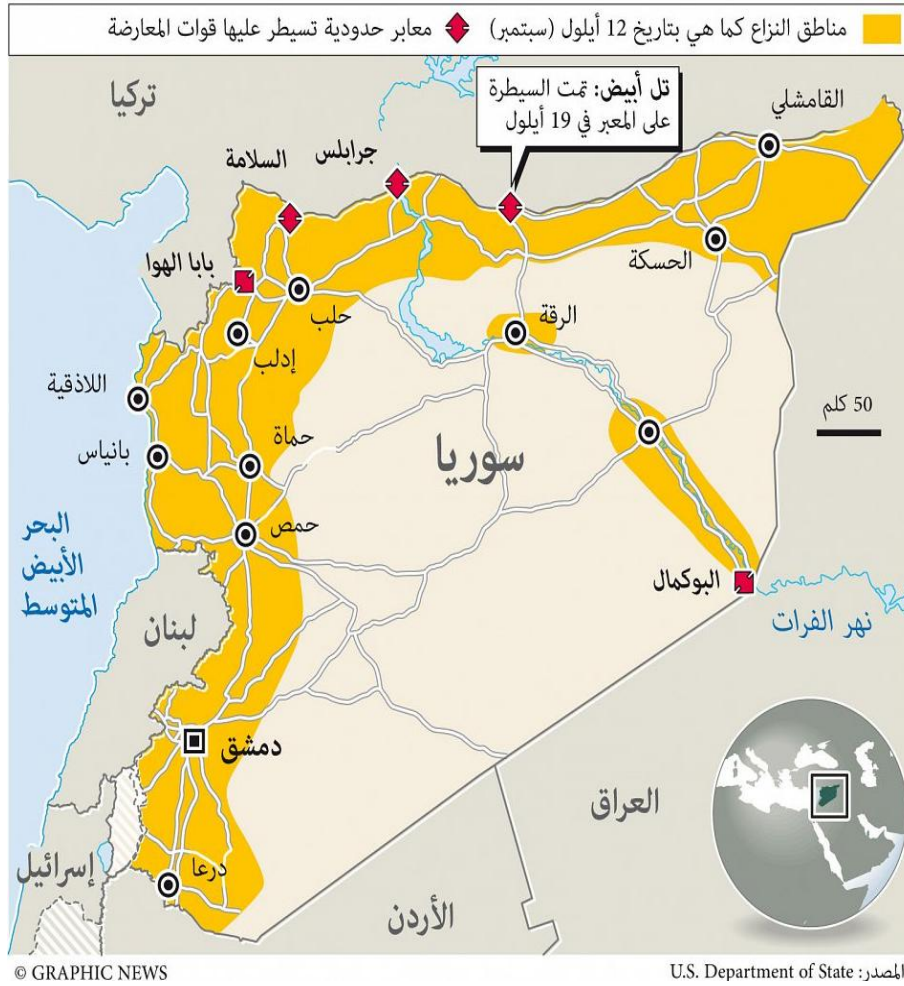 مناطق النزاع كما هي بتاريخ 12 أيلول (سبتمبر)
معابر حدودية تسيطر عليها قوات المعارضة
تركيا
تل أبيض: تمت السيطرة
على المعبر في 19 أيلول
القامشلي
جرابلس
السلامة
بابا الهوا
الحسكة
حلب
الرقة
إدلب
اللاذقية
50 كلم
حماة
بانياس
سوريا
حمص
البحر
الأبيض
المتوسط
البوكمال
نهر الفرات
لبنان
دمشق
العراق
درعا
إسرائيل
الأردن
© GRAPHIC NEWS
المصدر: U.S. Department of State